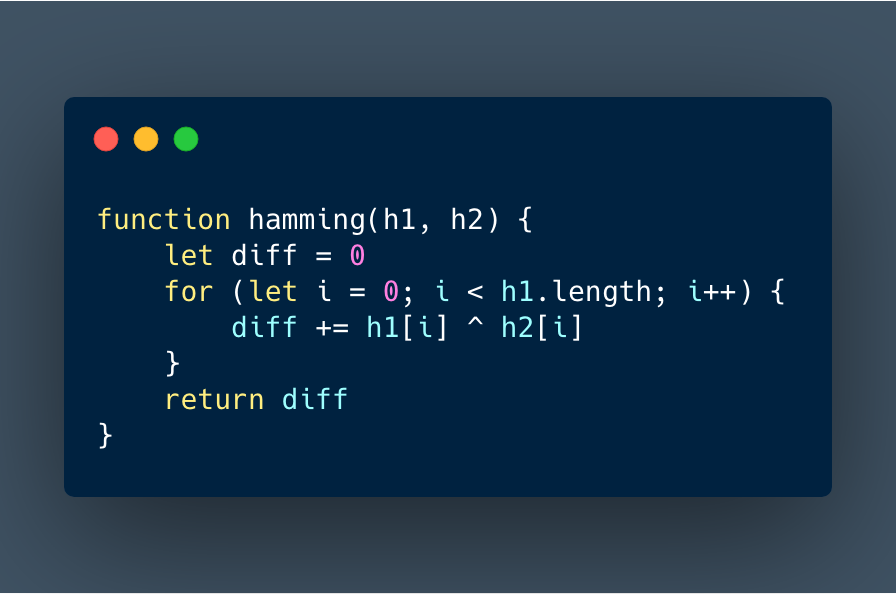 function hamming(h1, h2) {
    let diff = 0
    for (let i = 0; i < h1.length; i++) {
        diff += h1[i] ^ h2[i]
    }
    return diff
}